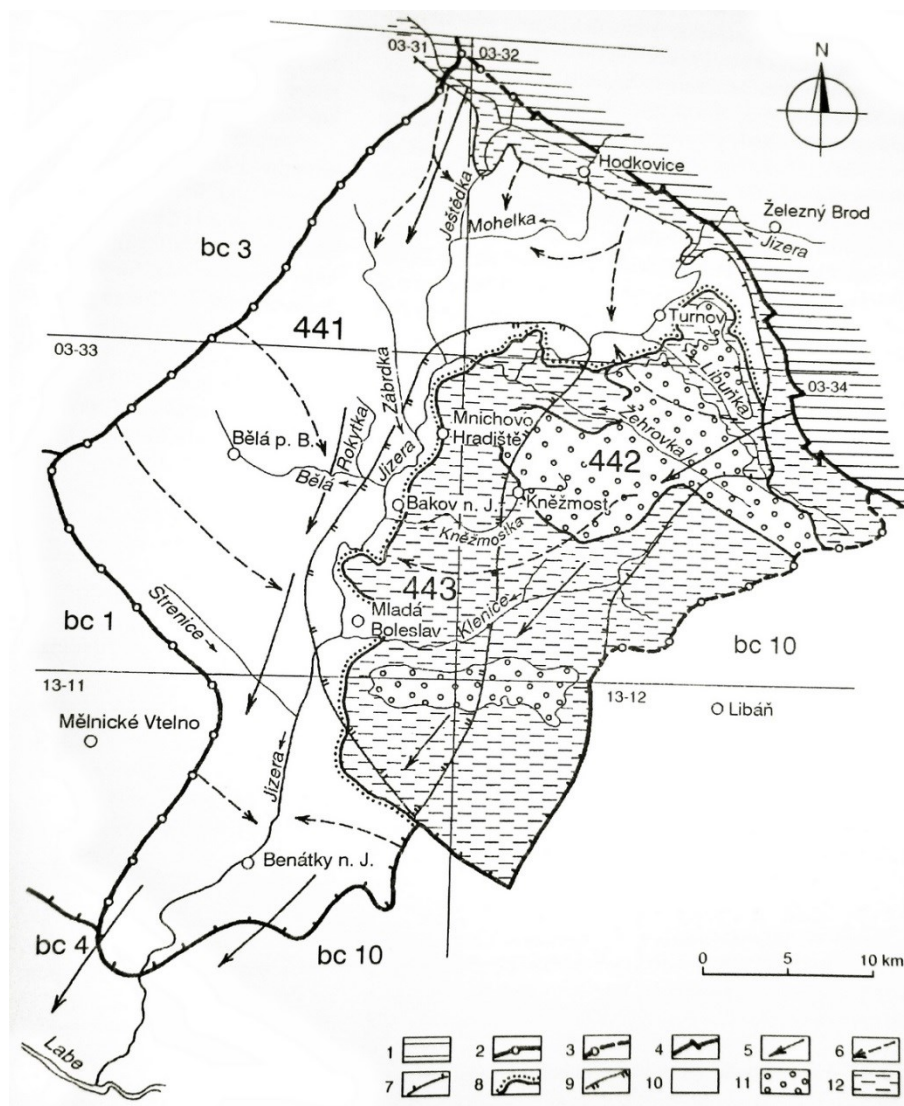 03-31
03-32
N
Hodkovice
Železný Brod
Ještědka
Mohelka
Jizera
bc 3
441
Turnov
03-33
Libuňka
03-34
Zábrdka
Mnichovo
Hradiště
Žehrovka
442
Rokytka
Jizera
Bělá p. B.
Bělá
Bakov n. J.
Kněžmost
Kněžmostka
443
Strenice
bc 1
Mladá
Boleslav
Klenice
bc 10
13-11
13-12
Mělnické Vtelno
Libáň
Jizera
Benátky n. J.
bc 4
bc 10
0 5 10 km
Labe
1 2 3 4 5 6
7 8 9 10 11 12